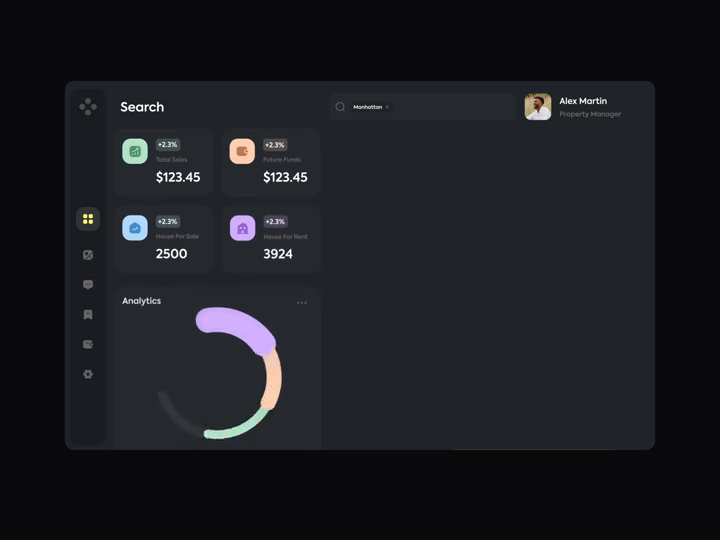 Search
Manhattan ×
Alex Martin
Property Manager
+2.3%
Total Sales
$123.45
+2.3%
Future Funds
$123.45
+2.3%
House For Sale
2500
+2.3%
House For Rent
3924
Analytics